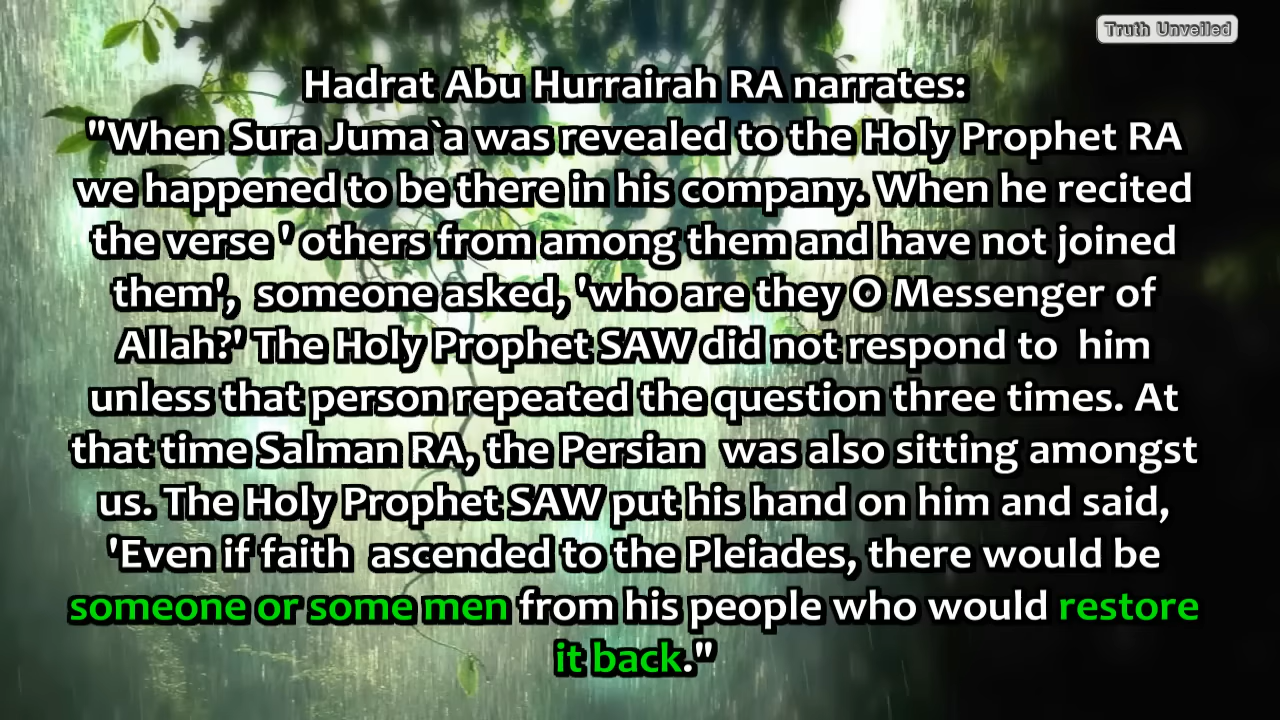 Truth Unveiled
Hadrat Abu Hurrairah RA narrates:
"When Sura Juma`a was revealed to the Holy Prophet RA
we happened to be there in his company. When he recited
the verse ' others from among them and have not joined
them', someone asked, 'who are they O Messenger of
Allah?' The Holy Prophet SAW did not respond to him
unless that person repeated the question three times. At
that time Salman RA, the Persian was also sitting amongst
us. The Holy Prophet SAW put his hand on him and said,
'Even if faith ascended to the Pleiades, there would be
someone or some men from his people who would restore
it back."